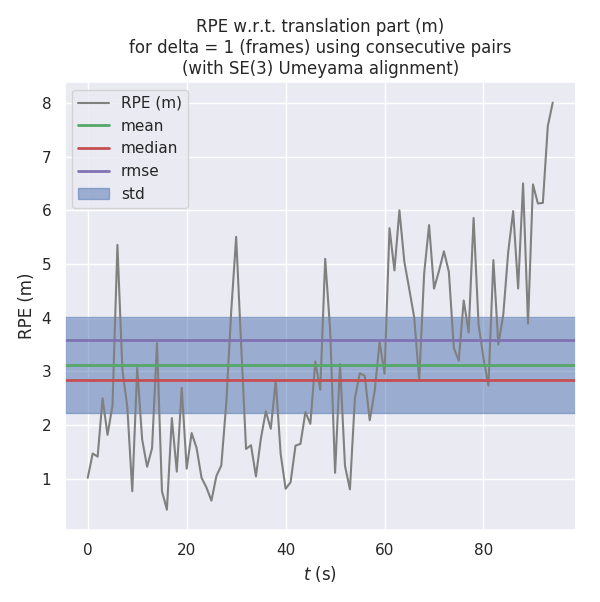 RPE w.r.t. translation part (m)
for delta = 1 (frames) using consecutive pairs
(with SE(3) Umeyama alignment)
RPE (m)
mean
median
rmse
std
8
7
6
5
4
3
2
1
RPE (m)
0
20
40
60
80
t (s)